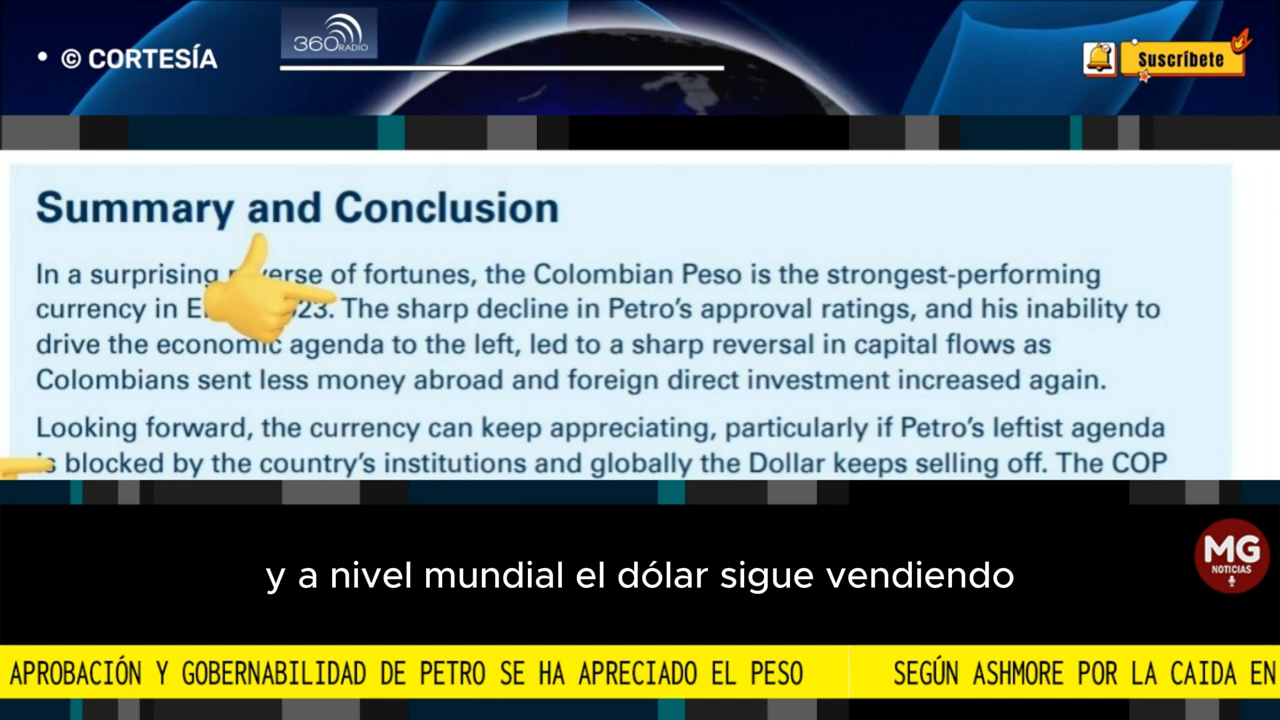 • © CORTESÍA
360RADIO
Suscríbete
Summary and Conclusion
In a surprising of fortunes, the Colombian Peso is the strongest-performing
currency in 23. The sharp decline in Petro's approval ratings, and his inability to
drive the economic agenda to the left, led to a sharp reversal in capital flows as
Colombians sent less money abroad and foreign direct investment increased again.
Looking forward, the currency can keep appreciating, particularly if Petro's leftist agenda
is blocked by the country's institutions and globally the Dollar keeps selling off. The COP
y a nivel mundial el dólar sigue vendiendo
MG
NOTICIAS
APROBACIÓN Y GOBERNABILIDAD DE PETRO SE HA APRECIADO EL PESO SEGÚN ASHMORE POR LA CAIDA EN